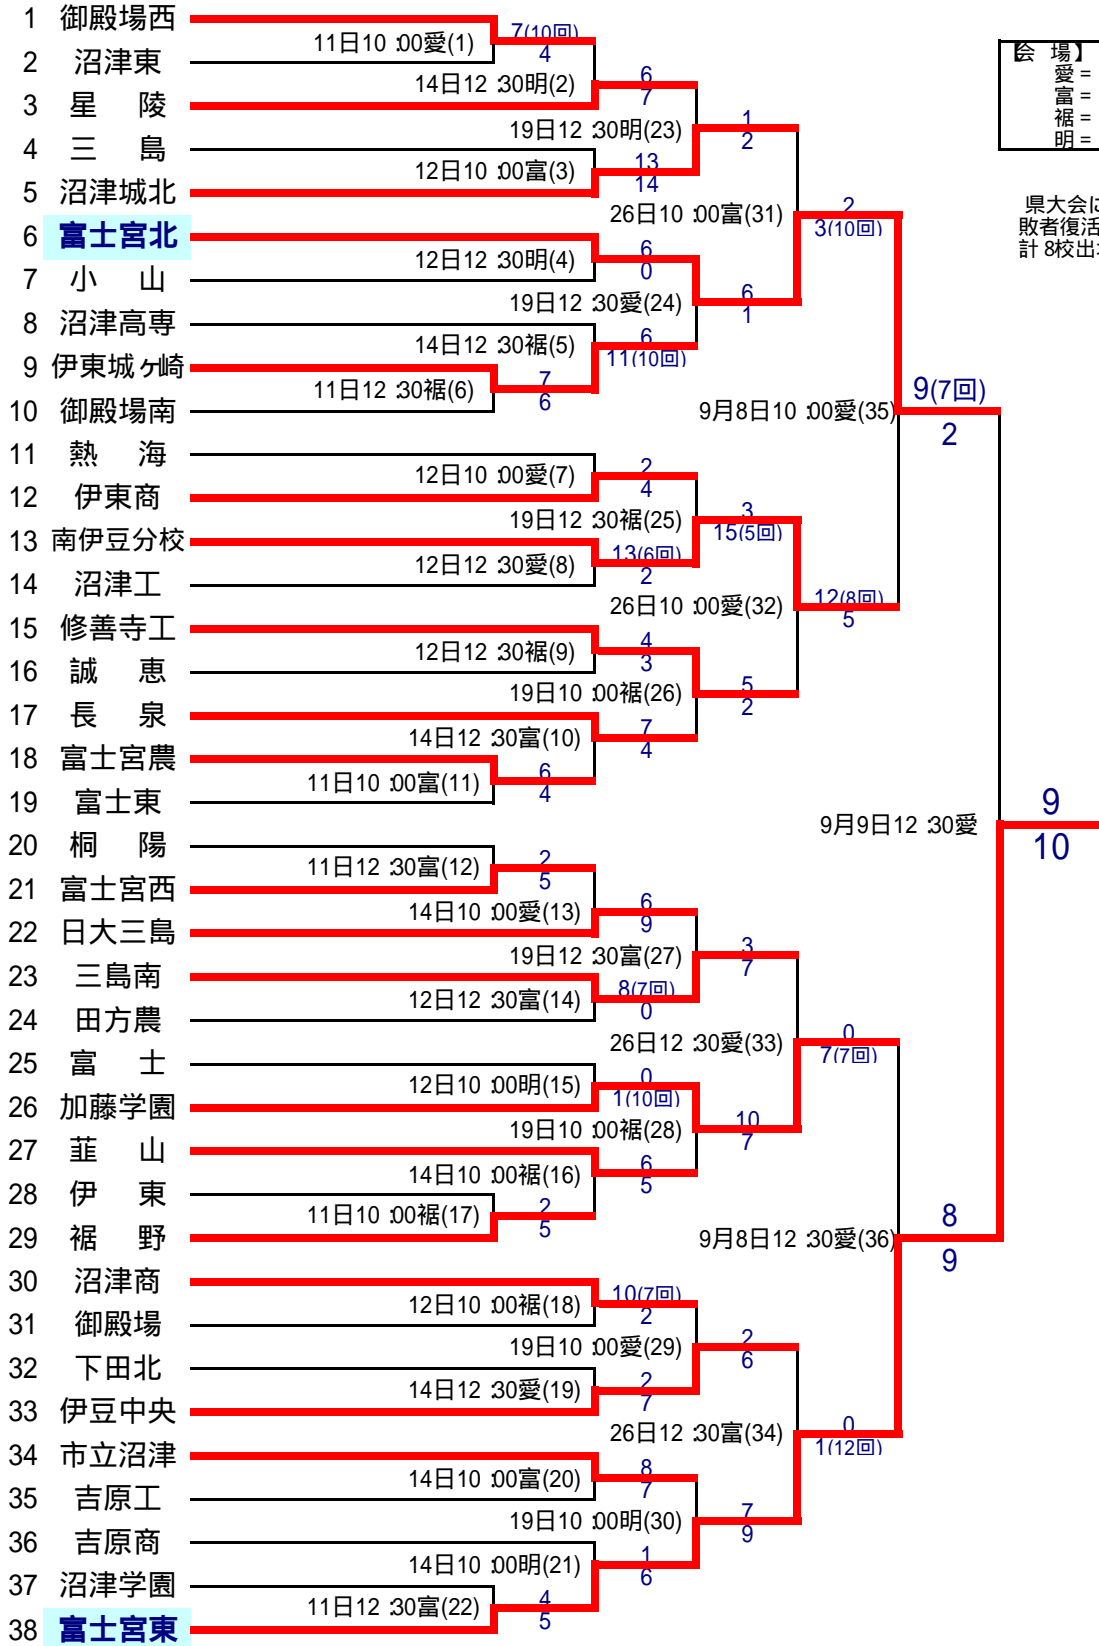 1 御殿場西
11日10:00愛(1)
7(10回)
4
2 沼津東
14日12:30明(2)
6
7
3 星 陵
19日12:30明(23)
1
2
4 三 島
12日10:00富(3)
13
14
5 沼津城北
26日10:00富(31)
2
3(10回)
6 富士宮北
12日12:30明(4)
6
0
7 小 山
19日12:30愛(24)
6
1
8 沼津高専
14日12:30裾(5)
6
11(10回)
9 伊東城ヶ崎
11日12:30裾(6)
7
6
10 御殿場南
9月8日10:00愛(35)
9(7回)
2
11 熱 海
12日10:00愛(7)
2
4
12 伊東商
19日12:30裾(25)
3
15(5回)
13 南伊豆分校
12日12:30愛(8)
13(6回)
2
14 沼津工
26日10:00愛(32)
12(8回)
5
15 修善寺工
12日12:30裾(9)
4
3
16 誠 恵
19日10:00裾(26)
5
2
17 長 泉
14日12:30富(10)
7
4
18 富士宮農
11日10:00富(11)
6
4
19 富士東
9月9日12:30愛
9
10
20 桐 陽
11日12:30富(12)
2
5
21 富士宮西
14日10:00愛(13)
6
9
22 日大三島
19日12:30富(27)
3
7
23 三島南
12日12:30富(14)
8(7回)
0
24 田方農
26日12:30愛(33)
0
7(7回)
25 富 士
12日10:00明(15)
0
1(10回)
26 加藤学園
19日10:00裾(28)
10
7
27 韮 山
14日10:00裾(16)
6
5
28 伊 東
11日10:00裾(17)
2
5
29 裾 野
9月8日12:30愛(36)
8
9
30 沼津商
12日10:00裾(18)
10(7回)
2
31 御殿場
19日10:00愛(29)
2
6
32 下田北
14日12:30愛(19)
2
7
33 伊豆中央
26日12:30富(34)
0
1(12回)
34 市立沼津
14日10:00富(20)
8
7
35 吉原工
19日10:00明(30)
7
9
36 吉原商
14日10:00明(21)
1
6
37 沼津学園
11日12:30富(22)
4
5
38 富士宮東
【会 場】
愛=
富=
裾=
明=
県大会に
敗者復活
計8校出